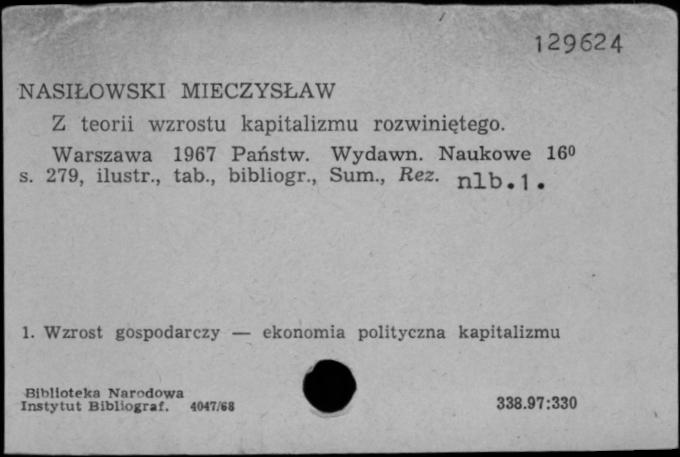 129624
NASIŁOWSKI MIECZYSŁAW
Z teorii wzrostu kapitalizmu rozwiniętego.
Warszawa 1967 Państw. Wydawn. Naukowe 16⁰
s. 279, ilustr., tab., bibliogr., Sum., Rez. nlb.1.
1. Wzrost gospodarczy — ekonomia polityczna kapitalizmu
Biblioteka Narodowa
Instytut Bibliograf. 4047/68 338.97:330